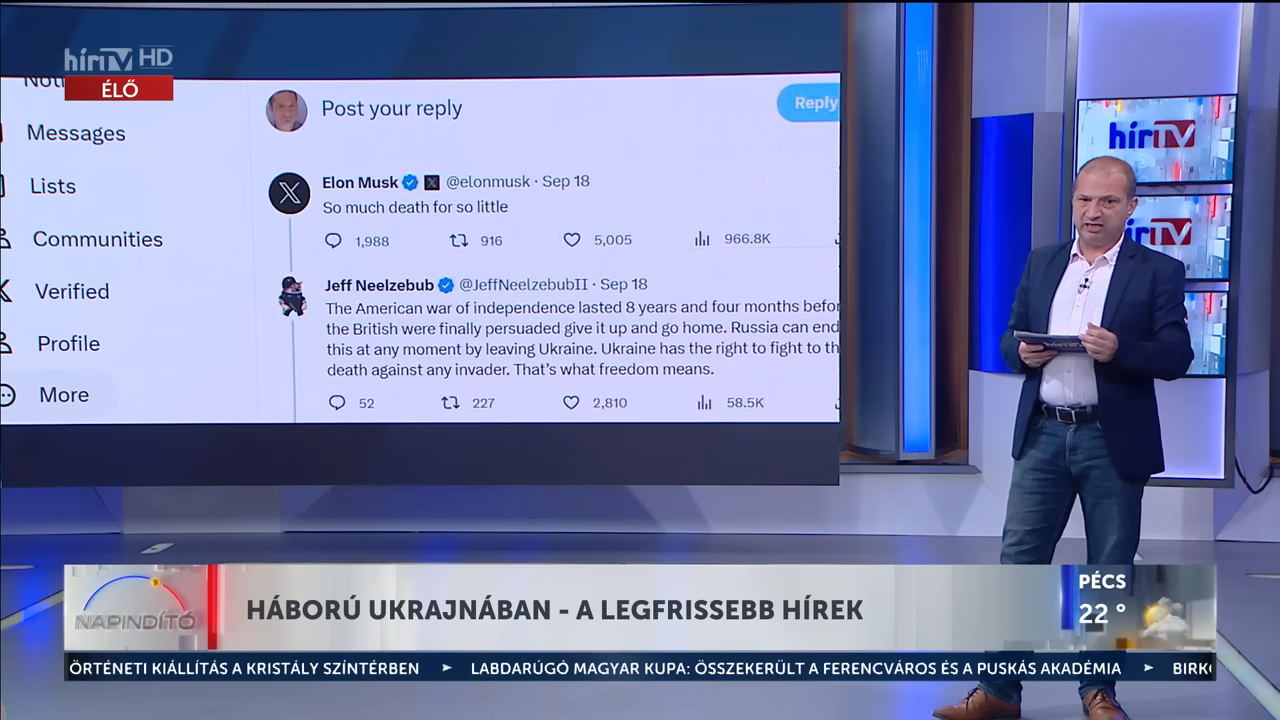 hírTV HD
ÉLŐ
Messages
Lists
Communities
Verified
Profile
More
Post your reply
Reply
Elon Musk @elonmusk · Sep 18
So much death for so little
1,988 916 5,005 966.8K
Jeff Neelzebub @JeffNeelzebubII · Sep 18
The American war of independence lasted 8 years and four months befor
the British were finally persuaded give it up and go home. Russia can end
this at any moment by leaving Ukraine. Ukraine has the right to fight to th
death against any invader. That's what freedom means.
52 227 2,810 58.5K
hírTV
írTV
NAPINDÍTÓ
HÁBORÚ UKRAJNÁBAN - A LEGFRISSEBB HÍREK
PÉCS
22 °
ÖRTÉNETI KIÁLLÍTÁS A KRISTÁLY SZÍNTÉRBEN ➤ LABDARÚGÓ MAGYAR KUPA: ÖSSZEKERÜLT A FERENCVÁROS ÉS A PUSKÁS AKADÉMIA ➤ BIRK